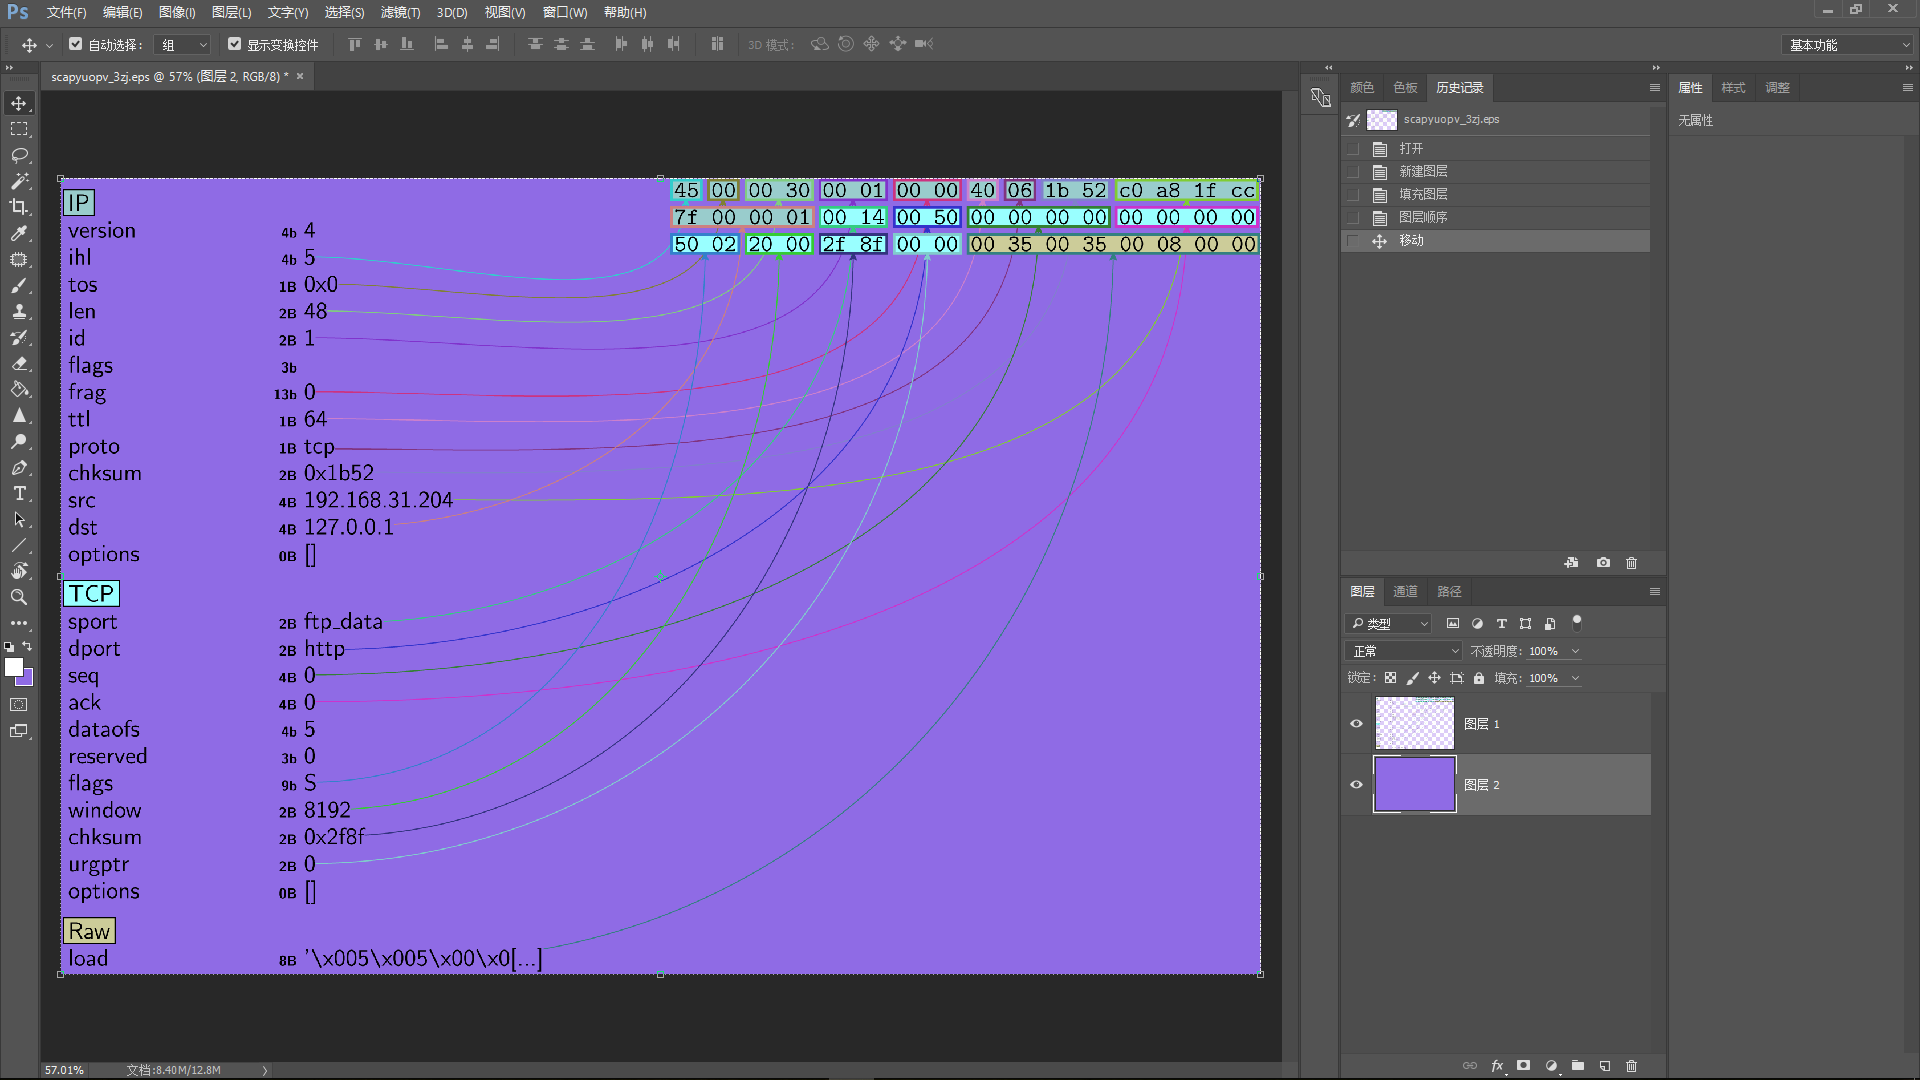 Ps 文件(F) 编辑(E) 图像(I) 图层(L) 文字(Y) 选择(S) 滤镜(T) 3D(D) 视图(V) 窗口(W) 帮助(H)
自动选择: 组 显示变换控件 3D 模式: 基本功能
scapyuopv_3zj.eps @ 57% (图层 2, RGB/8) * ×
IP
version 4b 4
ihl 4b 5
tos 1B 0x0
len 2B 48
id 2B 1
flags 3b
frag 13b 0
ttl 1B 64
proto 1B tcp
chksum 2B 0x1b52
src 4B 192.168.31.204
dst 4B 127.0.0.1
options 0B []
TCP
sport 2B ftp_data
dport 2B http
seq 4B 0
ack 4B 0
dataofs 4b 5
reserved 3b 0
flags 9b S
window 2B 8192
chksum 2B 0x2f8f
urgptr 2B 0
options 0B []
Raw
load 8B '\x005\x005\x00\x0[...]
45 00 00 30 00 01 00 00 40 06 1b 52 c0 a8 1f cc
7f 00 00 01 00 14 00 50 00 00 00 00 00 00 00 00
50 02 20 00 2f 8f 00 00 00 35 00 35 00 08 00 00
57.01% 文档:8.40M/12.8M
颜色 色板 历史记录
scapyuopv_3zj.eps
打开
新建图层
填充图层
图层顺序
移动
图层 通道 路径
类型
正常 不透明度: 100%
锁定: 填充: 100%
图层 1
图层 2
fx
属性 样式 调整
无属性